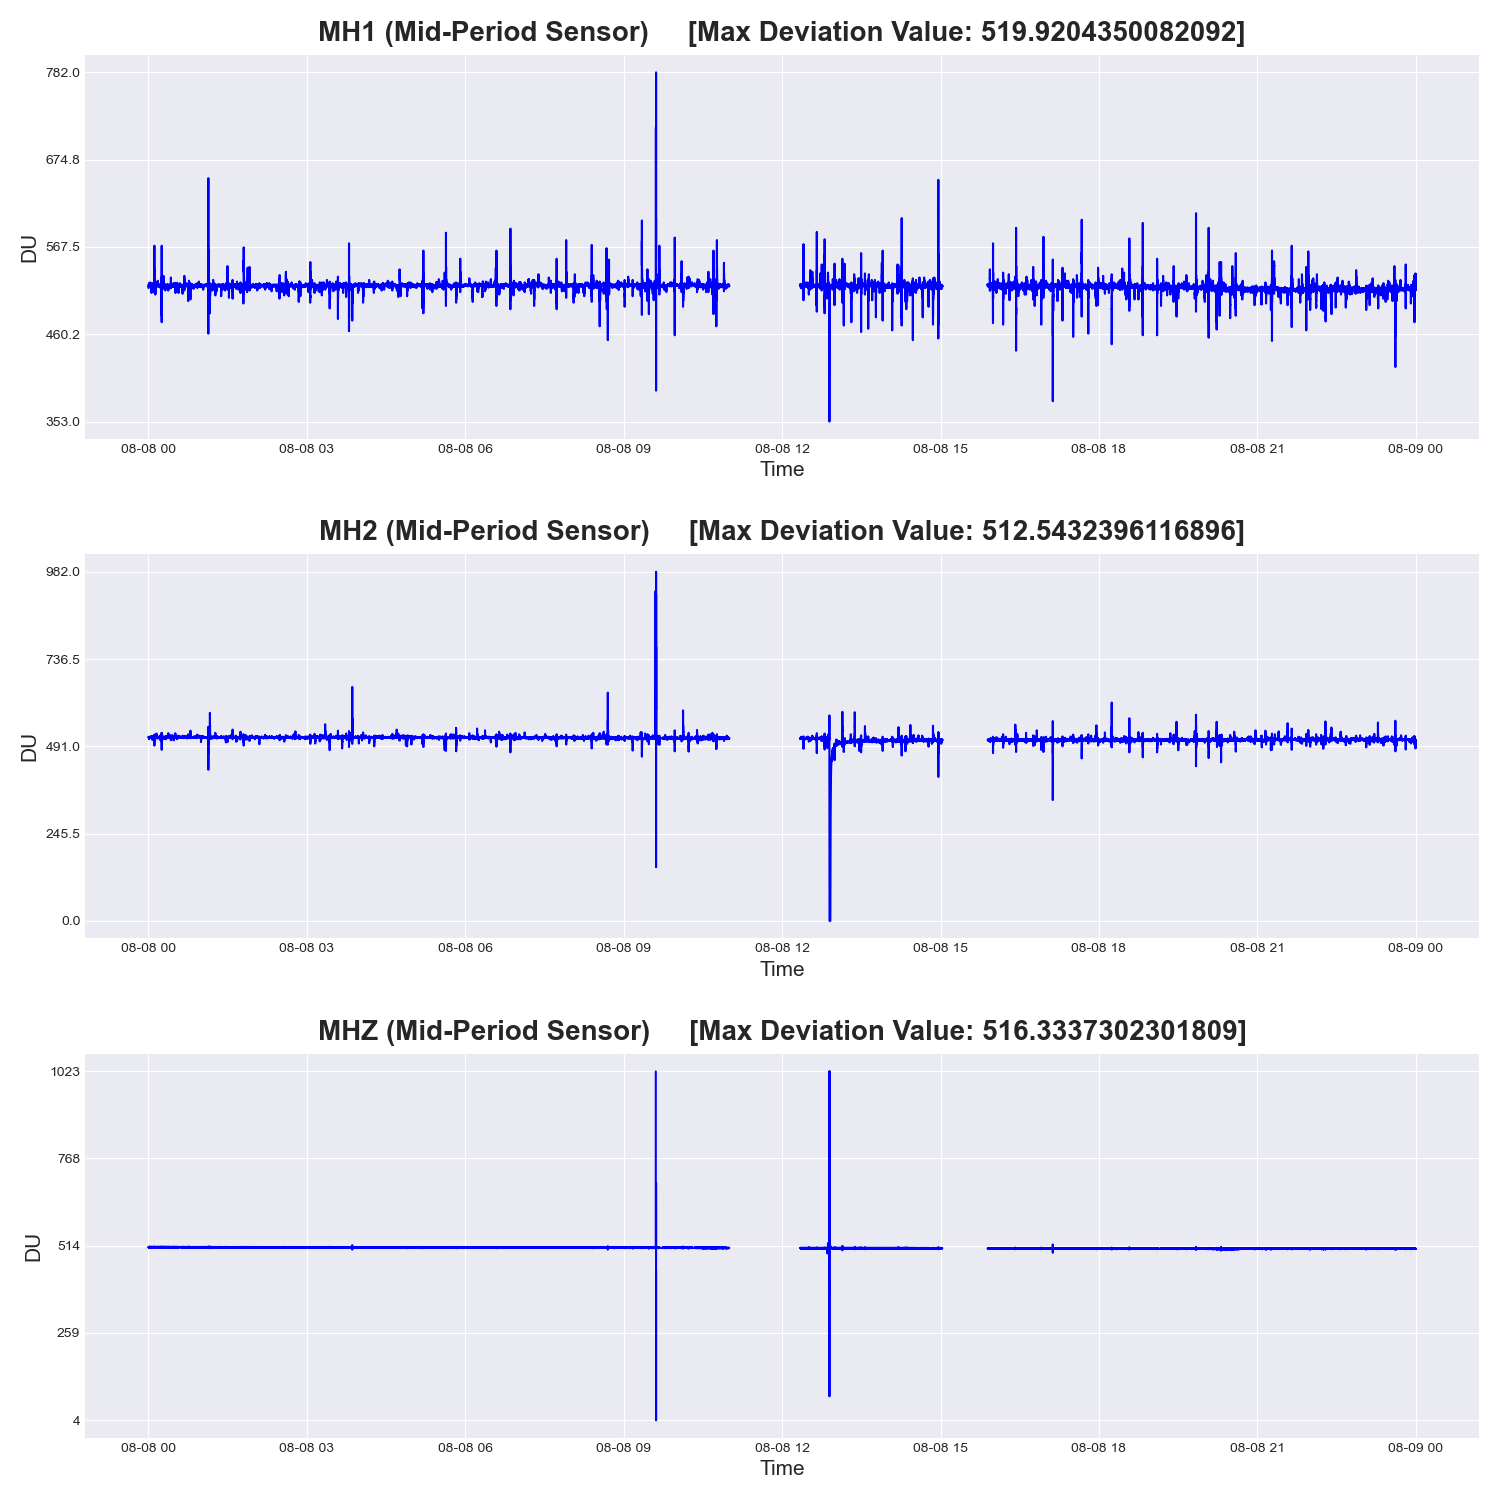 MH1 (Mid-Period Sensor) [Max Deviation Value: 519.9204350082092]
782.0
674.8
567.5
460.2
353.0
DU
08-08 00 08-08 03 08-08 06 08-08 09 08-08 12 08-08 15 08-08 18 08-08 21 08-09 00
Time
MH2 (Mid-Period Sensor) [Max Deviation Value: 512.5432396116896]
982.0
736.5
491.0
245.5
0.0
DU
08-08 00 08-08 03 08-08 06 08-08 09 08-08 12 08-08 15 08-08 18 08-08 21 08-09 00
Time
MHZ (Mid-Period Sensor) [Max Deviation Value: 516.3337302301809]
1023
768
514
259
4
DU
08-08 00 08-08 03 08-08 06 08-08 09 08-08 12 08-08 15 08-08 18 08-08 21 08-09 00
Time